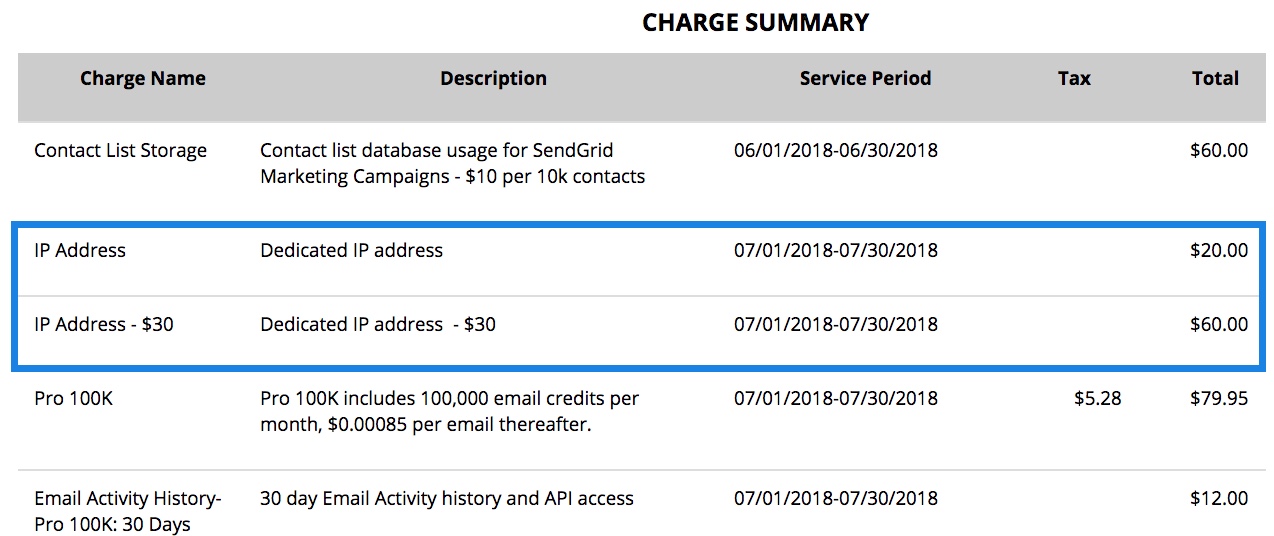 CHARGE SUMMARY
Charge Name Description Service Period Tax Total
Contact List Storage Contact list database usage for SendGrid 06/01/2018-06/30/2018 $60.00
Marketing Campaigns - $10 per 10k contacts
IP Address Dedicated IP address 07/01/2018-07/30/2018 $20.00
IP Address - $30 Dedicated IP address  - $30 07/01/2018-07/30/2018 $60.00
Pro 100K Pro 100K includes 100,000 email credits per 07/01/2018-07/30/2018 $5.28 $79.95
month, $0.00085 per email thereafter.
Email Activity History- 30 day Email Activity history and API access 07/01/2018-07/30/2018 $12.00
Pro 100K: 30 Days